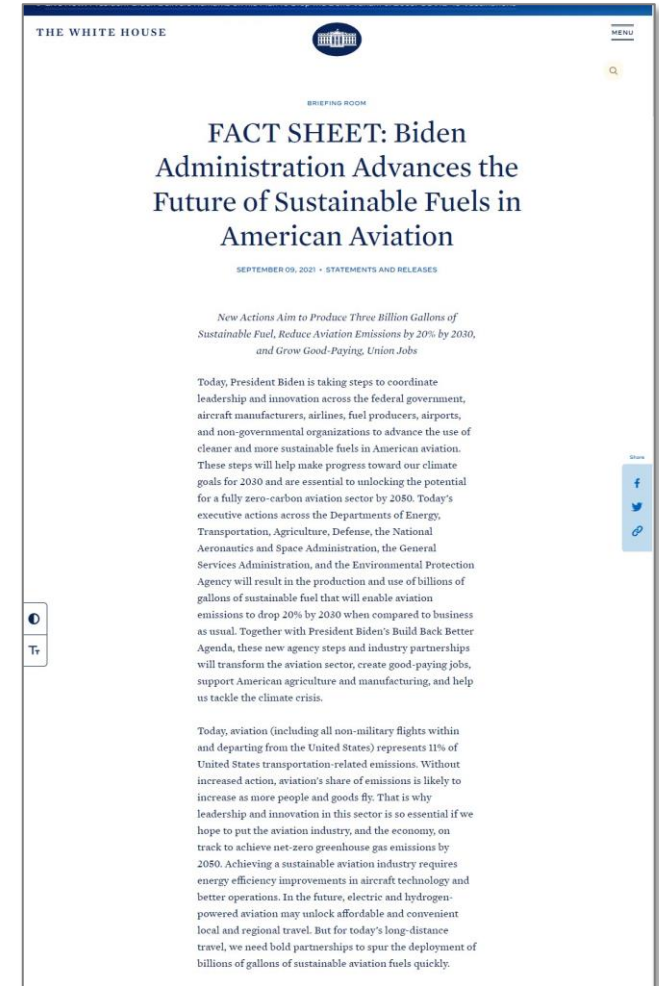 THE WHITE HOUSE
MENU
BRIEFING ROOM
FACT SHEET: Biden
Administration Advances the
Future of Sustainable Fuels in
American Aviation
SEPTEMBER 09, 2021 • STATEMENTS AND RELEASES
New Actions Aim to Produce Three Billion Gallons of
Sustainable Fuel, Reduce Aviation Emissions by 20% by 2030,
and Grow Good-Paying, Union Jobs
Today, President Biden is taking steps to coordinate
leadership and innovation across the federal government,
aircraft manufacturers, airlines, fuel producers, airports,
and non-governmental organizations to advance the use of
cleaner and more sustainable fuels in American aviation.
These steps will help make progress toward our climate
goals for 2030 and are essential to unlocking the potential
for a fully zero-carbon aviation sector by 2050. Today's
executive actions across the Departments of Energy,
Transportation, Agriculture, Defense, the National
Aeronautics and Space Administration, the General
Services Administration, and the Environmental Protection
Agency will result in the production and use of billions of
gallons of sustainable fuel that will enable aviation
emissions to drop 20% by 2030 when compared to business
as usual. Together with President Biden's Build Back Better
Agenda, these new agency steps and industry partnerships
will transform the aviation sector, create good-paying jobs,
support American agriculture and manufacturing, and help
us tackle the climate crisis.
Today, aviation (including all non-military flights within
and departing from the United States) represents 11% of
United States transportation-related emissions. Without
increased action, aviation's share of emissions is likely to
increase as more people and goods fly. That is why
leadership and innovation in this sector is so essential if we
hope to put the aviation industry, and the economy, on
track to achieve net-zero greenhouse gas emissions by
2050. Achieving a sustainable aviation industry requires
energy efficiency improvements in aircraft technology and
better operations. In the future, electric and hydrogen-
powered aviation may unlock affordable and convenient
local and regional travel. But for today's long-distance
travel, we need bold partnerships to spur the deployment of
billions of gallons of sustainable aviation fuels quickly.
Share
Tт